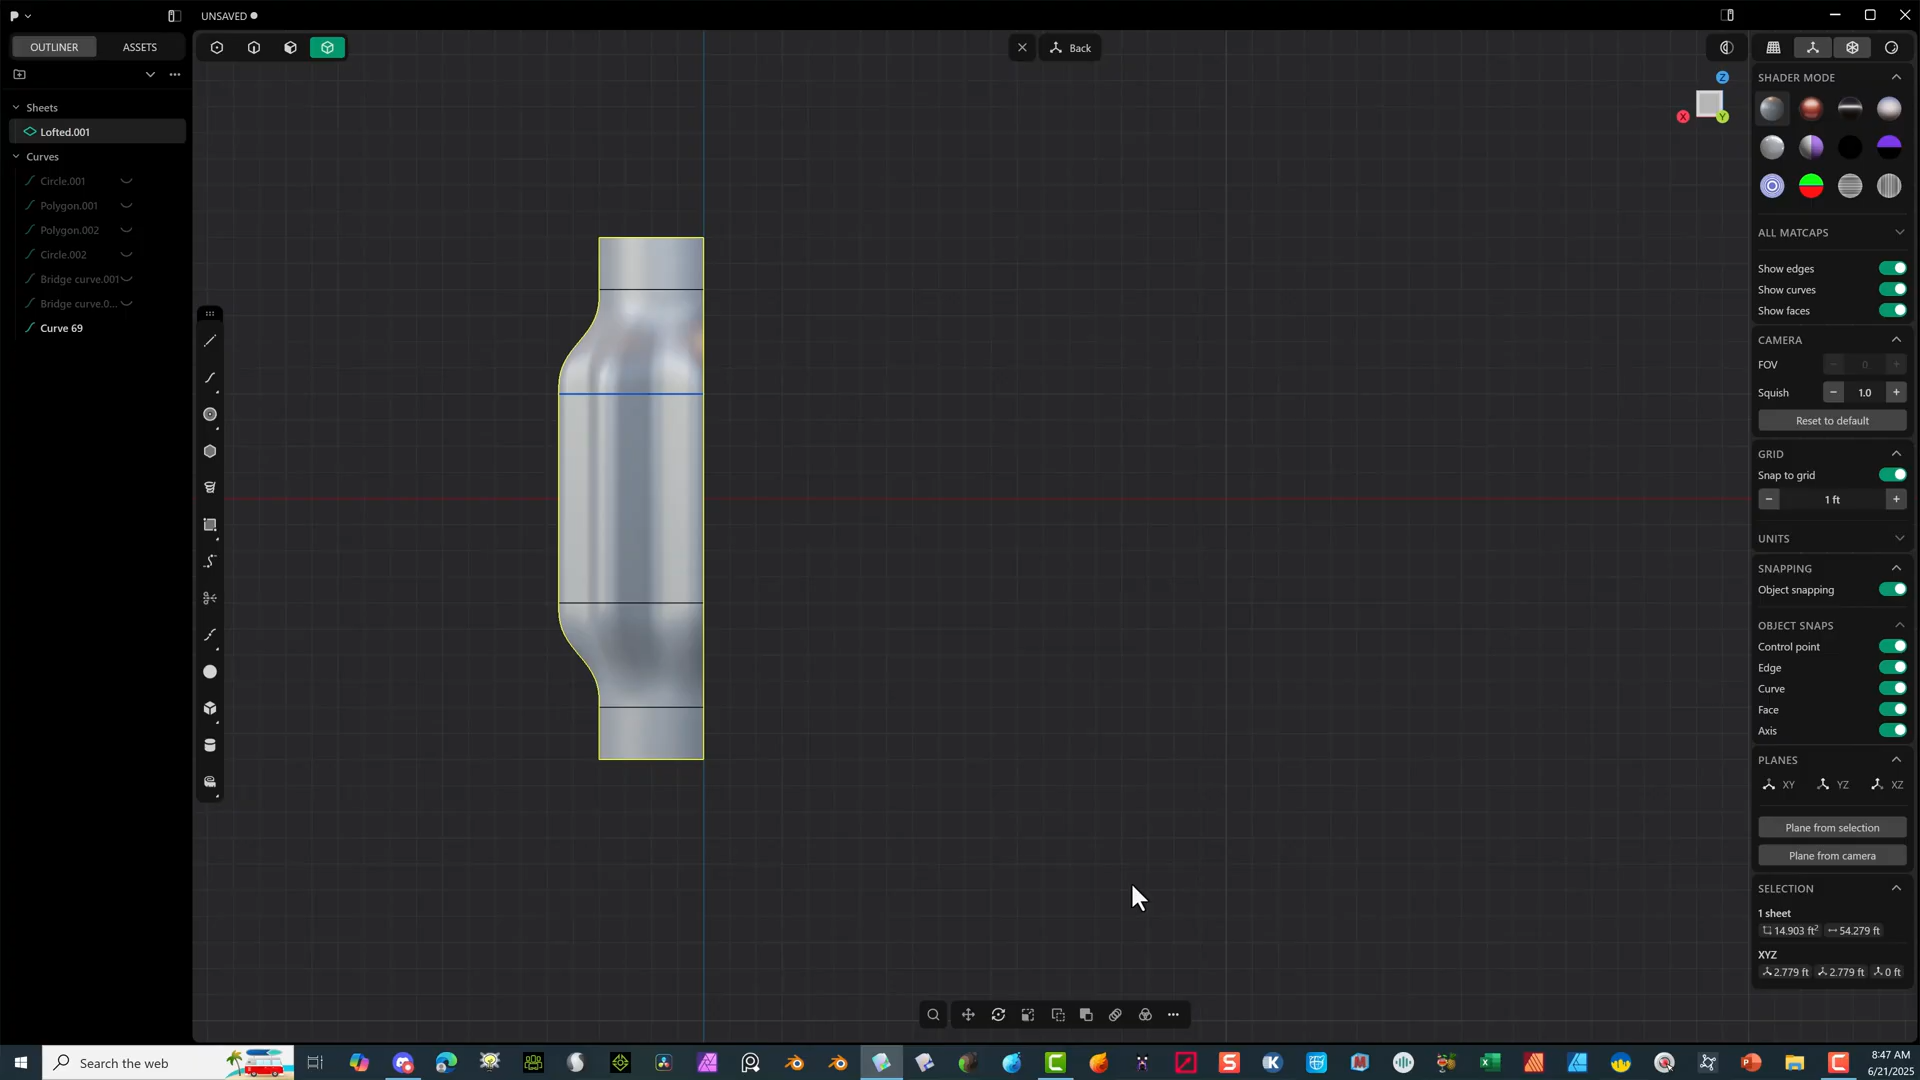 UNSAVED
OUTLINER
ASSETS
Back
Sheets
Lofted.001
Curves
Circle.001
Polygon.001
Polygon.002
Circle.002
Bridge curve.001
Bridge curve.0...
Curve 69
Z
X
Y
SHADER MODE
ALL MATCAPS
Show edges
Show curves
Show faces
CAMERA
FOV
0
Squish
1.0
Reset to default
GRID
Snap to grid
1 ft
UNITS
SNAPPING
Object snapping
OBJECT SNAPS
Control point
Edge
Curve
Face
Axis
PLANES
XY
YZ
XZ
Plane from selection
Plane from camera
SELECTION
1 sheet
14.903 ft²
54.279 ft
XYZ
2.779 ft
2.779 ft
0 ft
Search the web
8:47 AM
6/21/2025